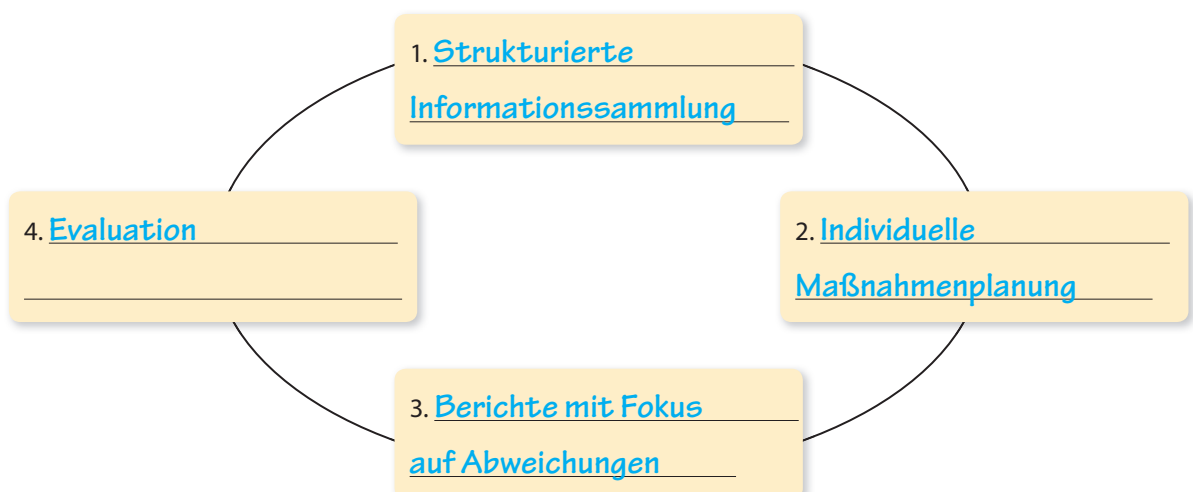 1. Strukturierte
Informationssammlung
2. Individuelle
Maßnahmenplanung
3. Berichte mit Fokus
auf Abweichungen
4. Evaluation